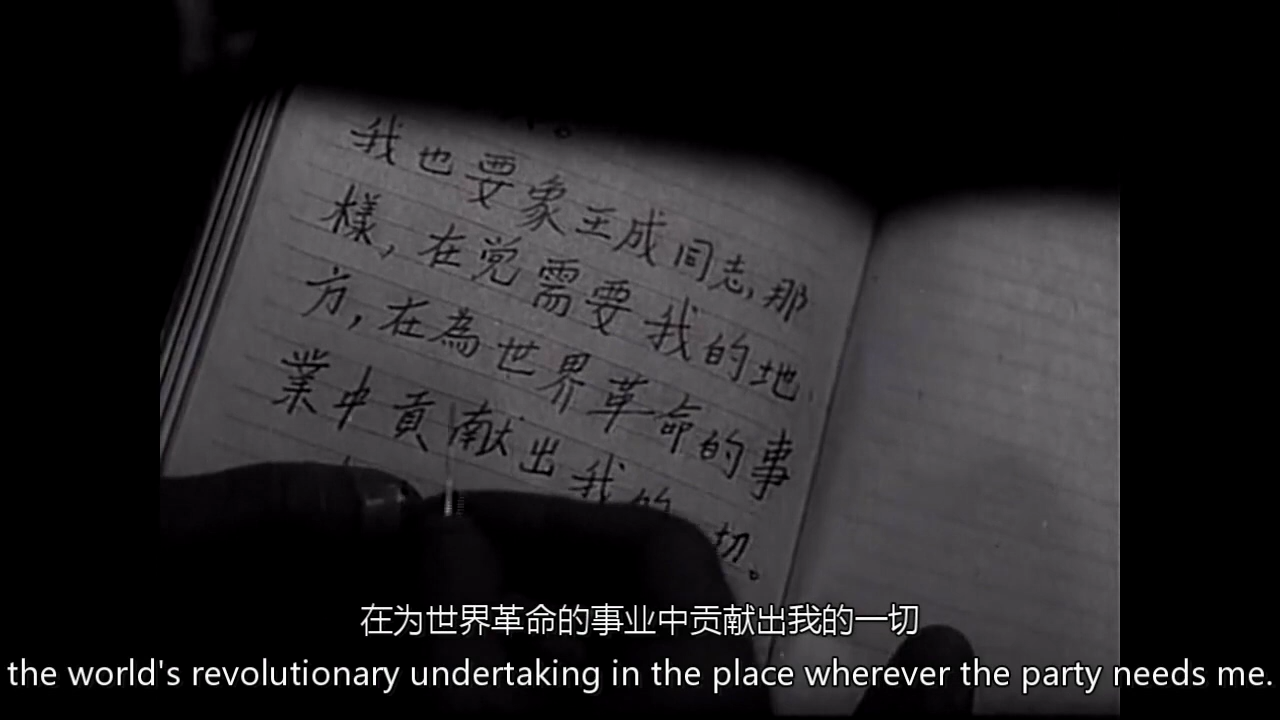 我也要象王成同志,那
樣,在党需要我的地
方,在為世界革命的事
業中貢献出我的切。
在为世界革命的事业中贡献出我的一切
the world's revolutionary undertaking in the place wherever the party needs me.